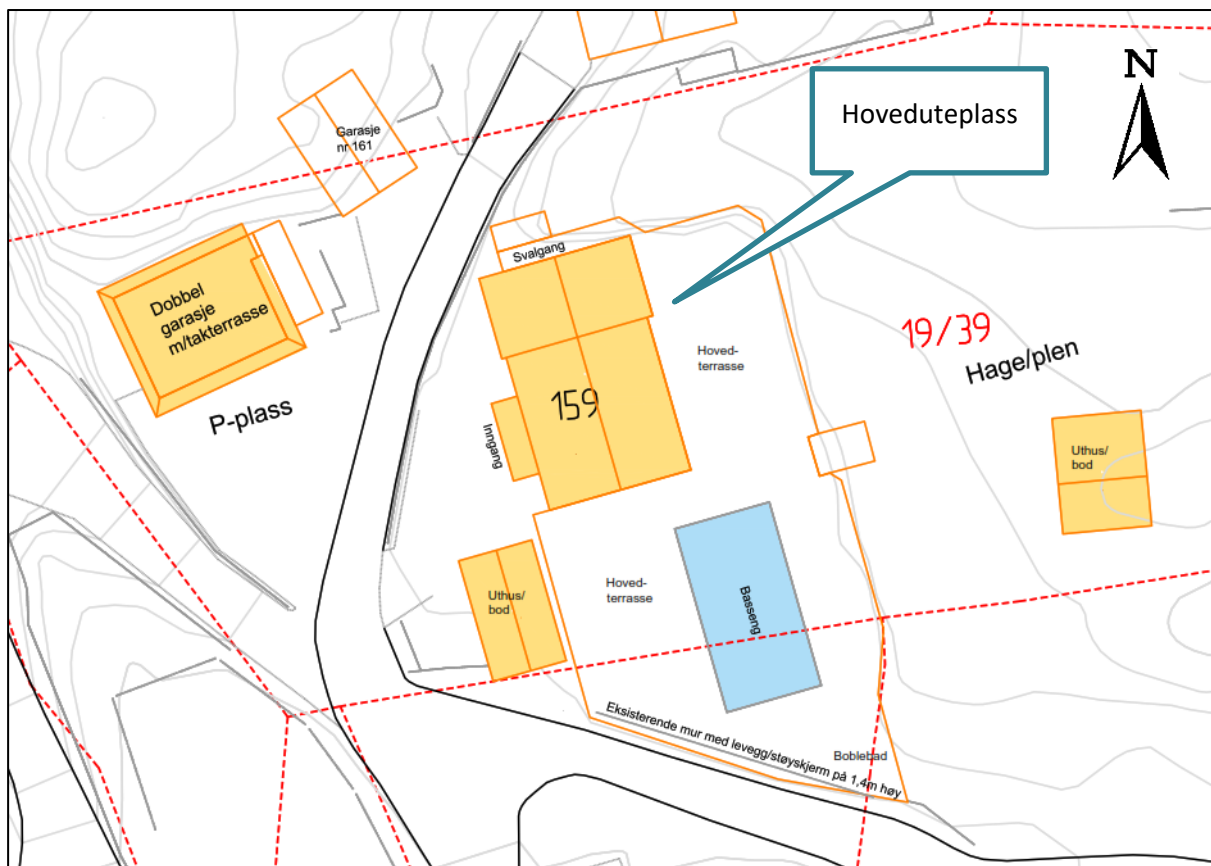 N
Hoveduteplass
Garasje
nr 161
Svalgang
Dobbel
garasje
m/takterrasse
19/39
Hage/plen
Hoved-
terrasse
159
P-plass
Inngang
Uthus/
bod
Uthus/
bod
Hoved-
terrasse
Basseng
Eksisterende mur med levegg/støyskjerm på 1,4m høy
Boblebad